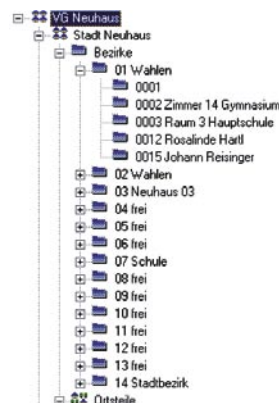 VG Neuhaus
Stadt Neuhaus
Bezirke
01 Wahlen
0001
0002 Zimmer 14 Gymnasium
0003 Raum 3 Hauptschule
0012 Rosalinde Hartl
0015 Johann Reisinger
02 Wahlen
03 Neuhaus 03
04 frei
05 frei
06 frei
07 Schule
08 frei
09 frei
10 frei
11 frei
12 frei
13 frei
14 Stadtbezirk
Ortsteile